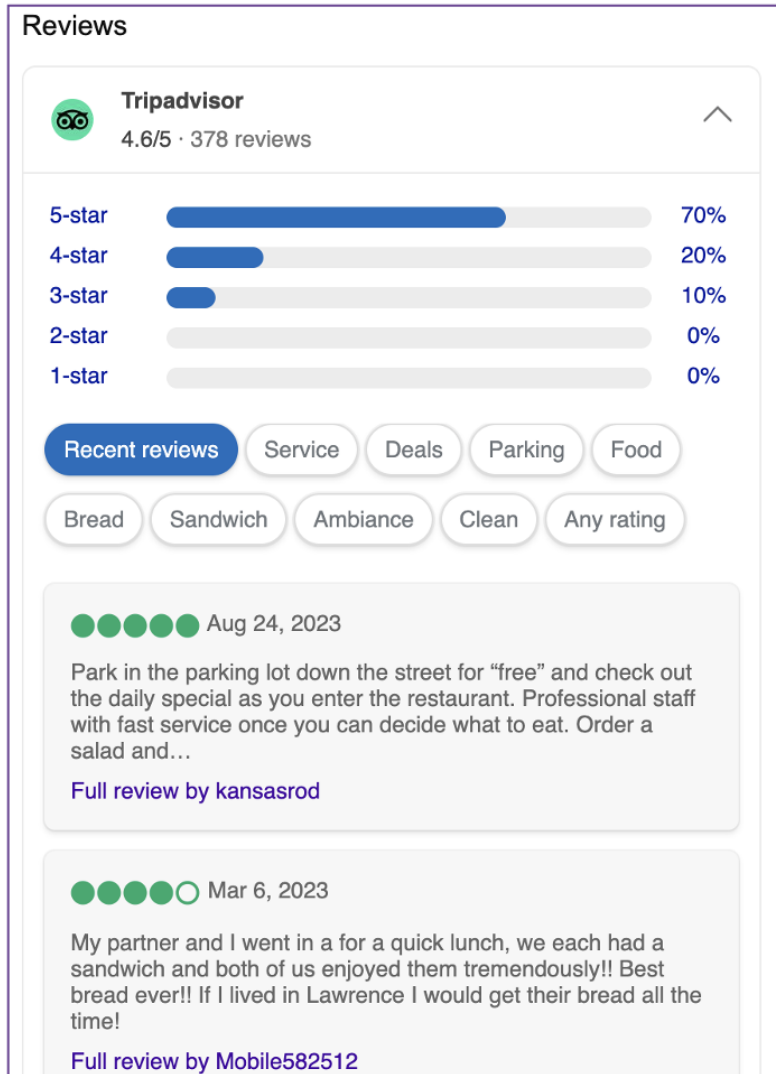 Reviews
Tripadvisor
4.6/5 · 378 reviews
5-star 70%
4-star 20%
3-star 10%
2-star 0%
1-star 0%
Recent reviews Service Deals Parking Food
Bread Sandwich Ambiance Clean Any rating
Aug 24, 2023
Park in the parking lot down the street for “free” and check out
the daily special as you enter the restaurant. Professional staff
with fast service once you can decide what to eat. Order a
salad and…
Full review by kansasrod
Mar 6, 2023
My partner and I went in a for a quick lunch, we each had a
sandwich and both of us enjoyed them tremendously!! Best
bread ever!! If I lived in Lawrence I would get their bread all the
time!
Full review by Mobile582512